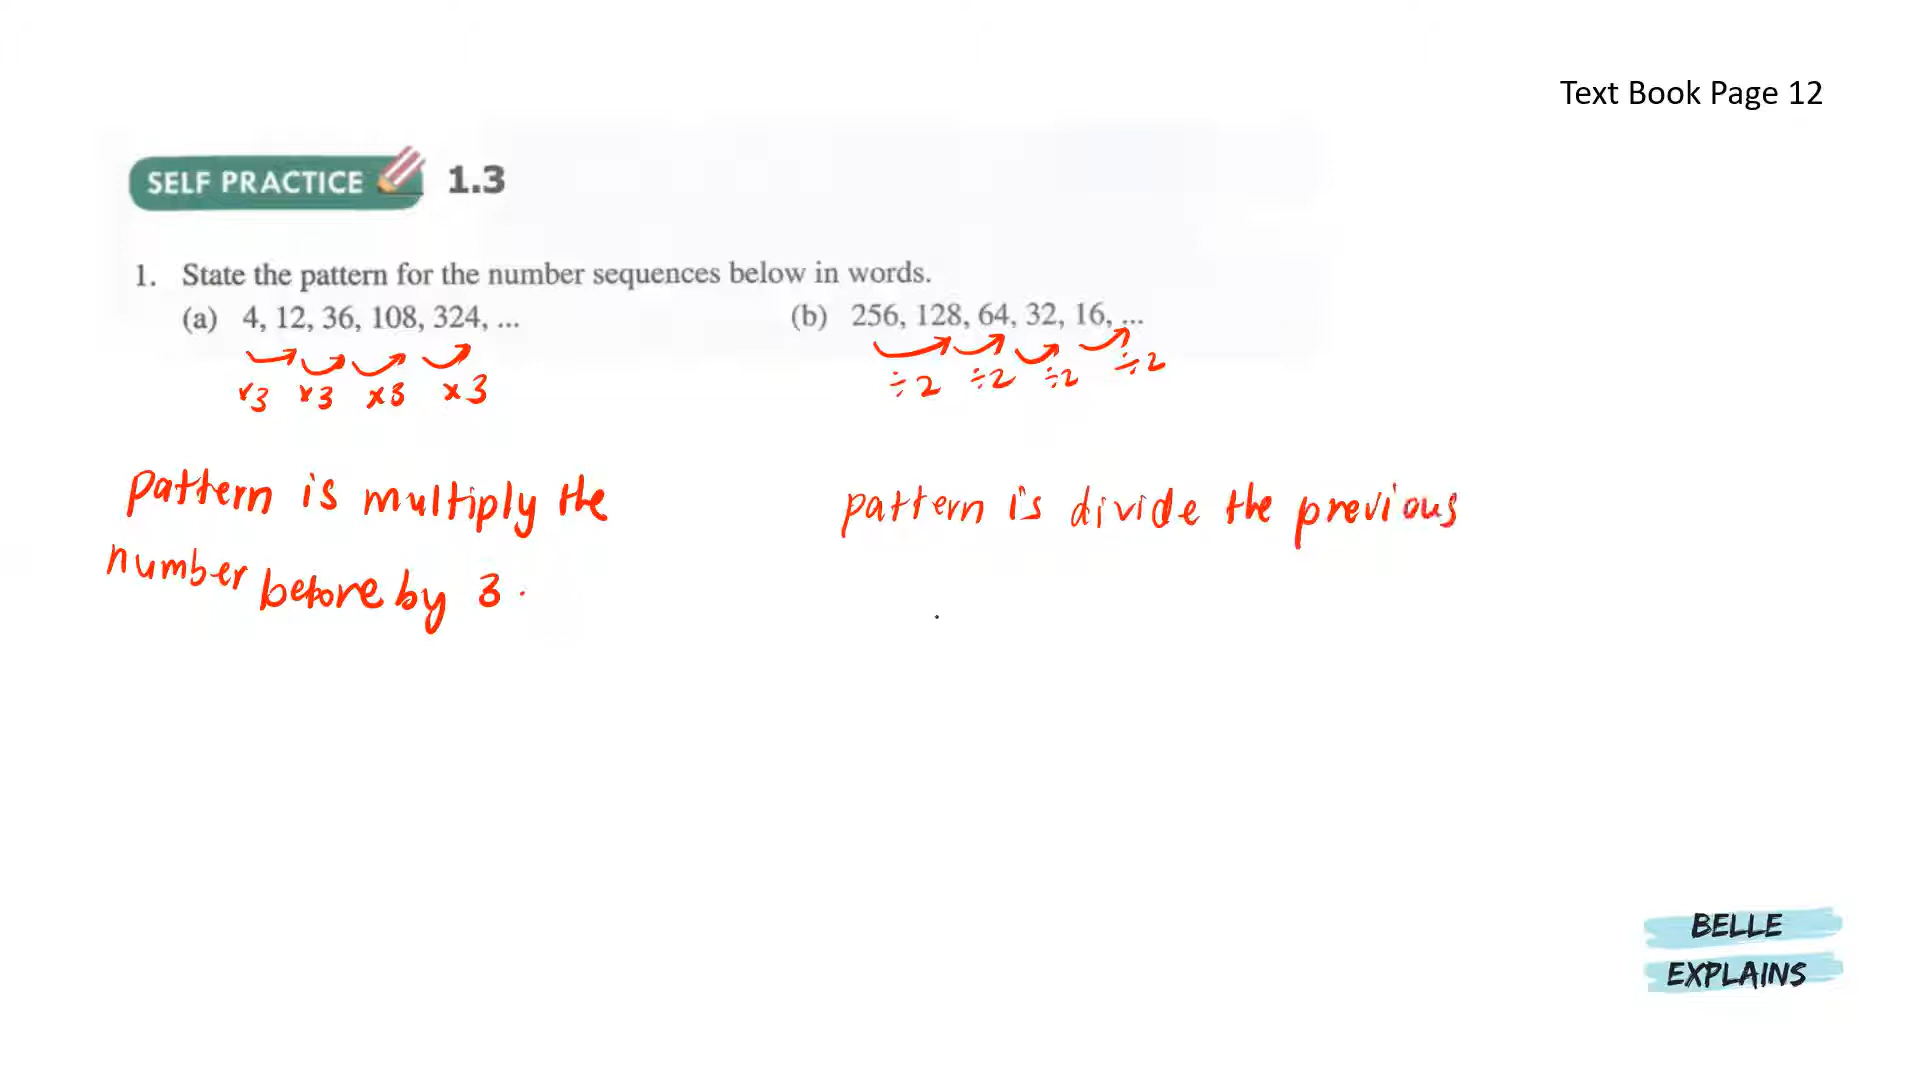 Text Book Page 12
SELF PRACTICE 1.3
1. State the pattern for the number sequences below in words.
(a) 4, 12, 36, 108, 324, ...
(b) 256, 128, 64, 32, 16, ...
×3 ×3 ×3 ×3
÷2 ÷2 ÷2 ÷2
pattern is multiply the
number before by 3.
pattern is divide the previous
BELLE
EXPLAINS